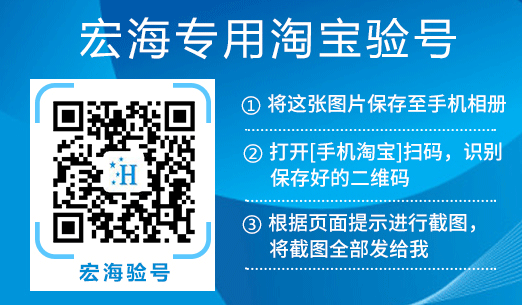 宏海专用淘宝验号
① 将这张图片保存至手机相册
② 打开[手机淘宝]扫码，识别
保存好的二维码
③ 根据页面提示进行截图，
将截图全部发给我
H
宏海验号